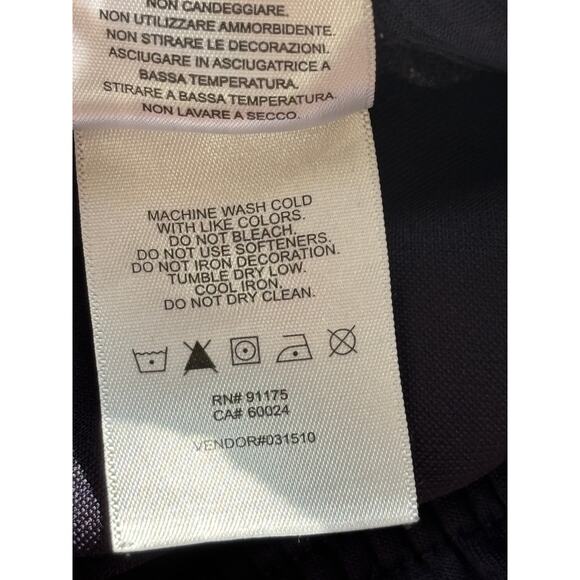 NON CANDEGGIARE.
NON UTILIZZARE AMMORBIDENTE.
NON STIRARE LE DECORAZIONI.
ASCIUGARE IN ASCIUGATRICE A
BASSA TEMPERATURA.
STIRARE A BASSA TEMPERATURA.
NON LAVARE A SECCO.
MACHINE WASH COLD
WITH LIKE COLORS.
DO NOT BLEACH.
DO NOT USE SOFTENERS.
DO NOT IRON DECORATION.
TUMBLE DRY LOW.
COOL IRON.
DO NOT DRY CLEAN.
RN# 91175
CA# 60024
VENDOR#031510